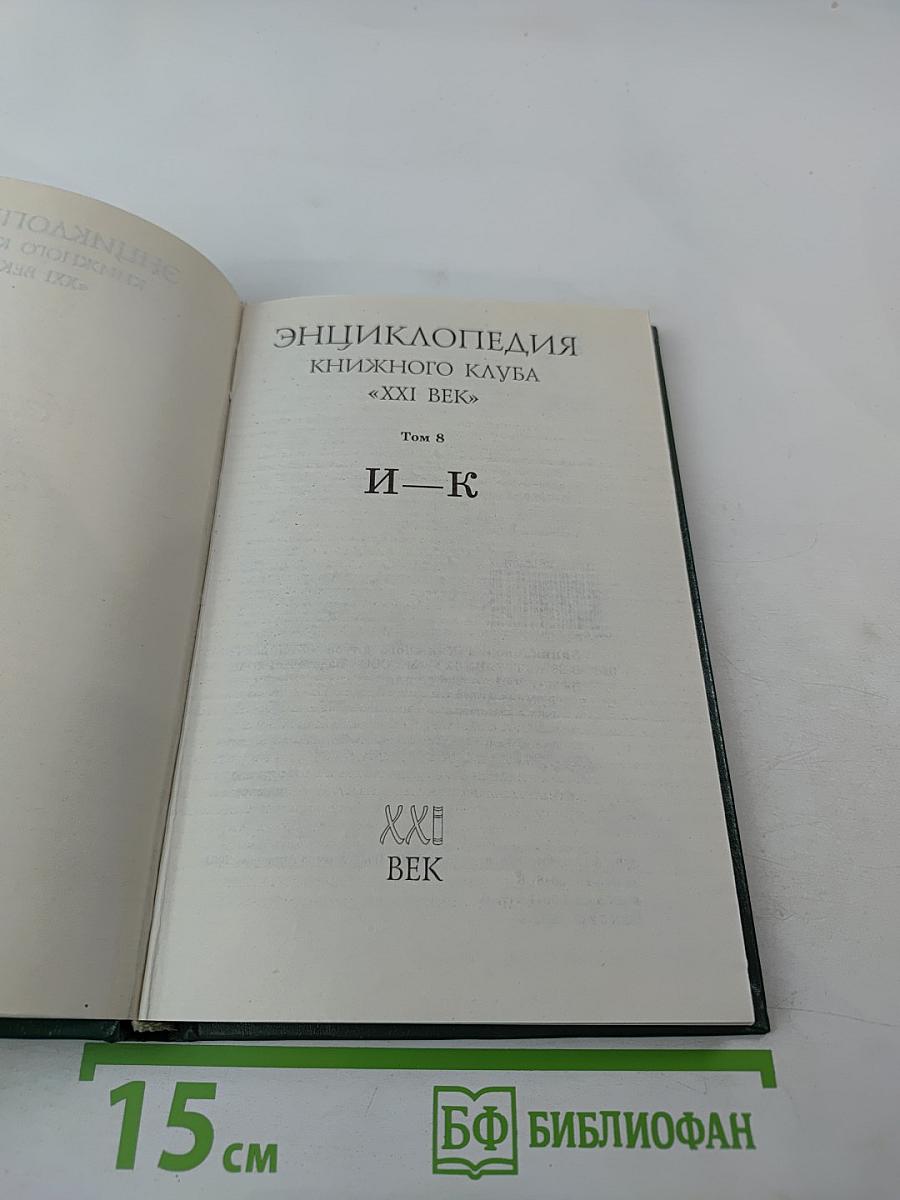 ЭНЦИКЛОПЕДИЯ
КНИЖНОГО КЛУБА
«XXI ВЕК»
Том 8
И—К
XXI
ВЕК
15 см
БФ БИБЛИОФАН